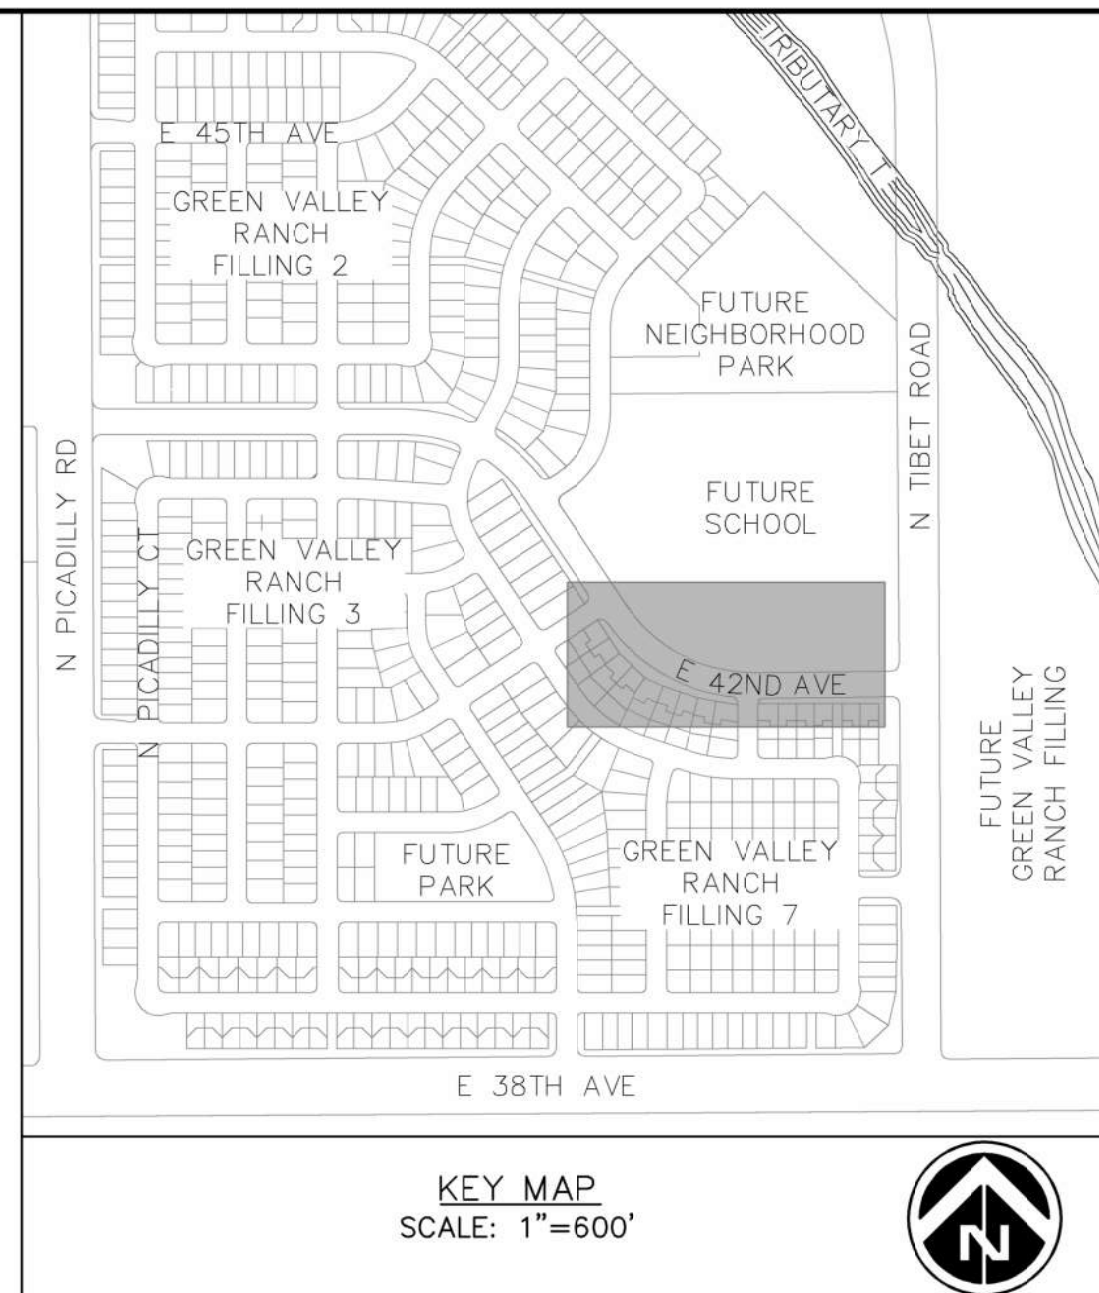 TRIBUTARY T
E 45TH AVE
GREEN VALLEY
RANCH
FILLING 2
FUTURE
NEIGHBORHOOD
PARK
N TIBET ROAD
N PICADILLY RD
N PICADILLY CT
FUTURE
SCHOOL
GREEN VALLEY
RANCH
FILLING 3
E 42ND AVE
FUTURE
GREEN VALLEY
RANCH FILLING
FUTURE
PARK
GREEN VALLEY
RANCH
FILLING 7
E 38TH AVE
KEY MAP
SCALE: 1"=600'
N